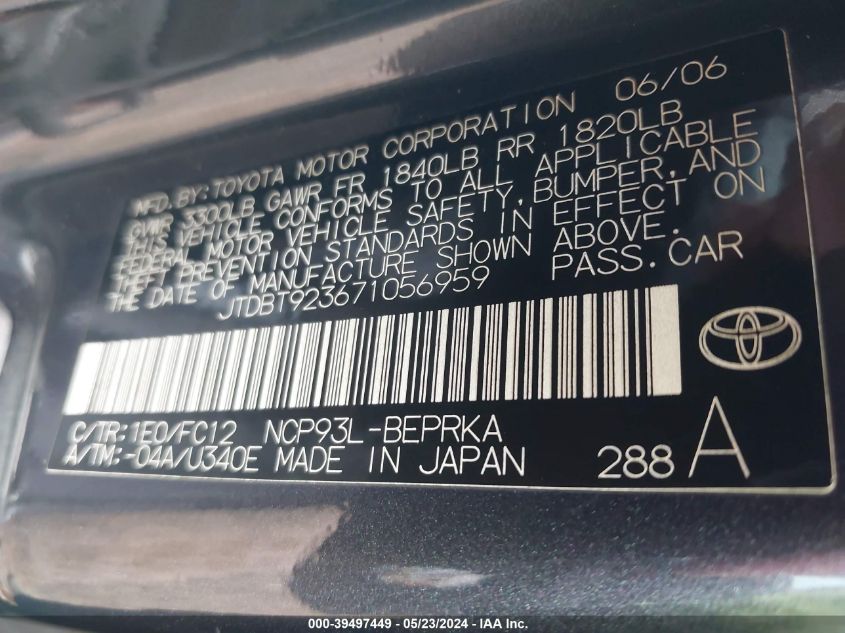 MFD. BY: TOYOTA MOTOR CORPORATION 06/06
GVWR 3300LB GAWR FR 1840LB RR 1820LB
THIS VEHICLE CONFORMS TO ALL APPLICABLE
FEDERAL MOTOR VEHICLE SAFETY, BUMPER, AND
THEFT PREVENTION STANDARDS IN EFFECT ON
THE DATE OF MANUFACTURE SHOWN ABOVE.
JTDBT923671056959 PASS. CAR
C/TR: 1E0/FC12 NCP93L-BEPRKA
A/TM: -04A/U340E MADE IN JAPAN
288 A
000-39497449 - 05/23/2024 - IAA Inc.